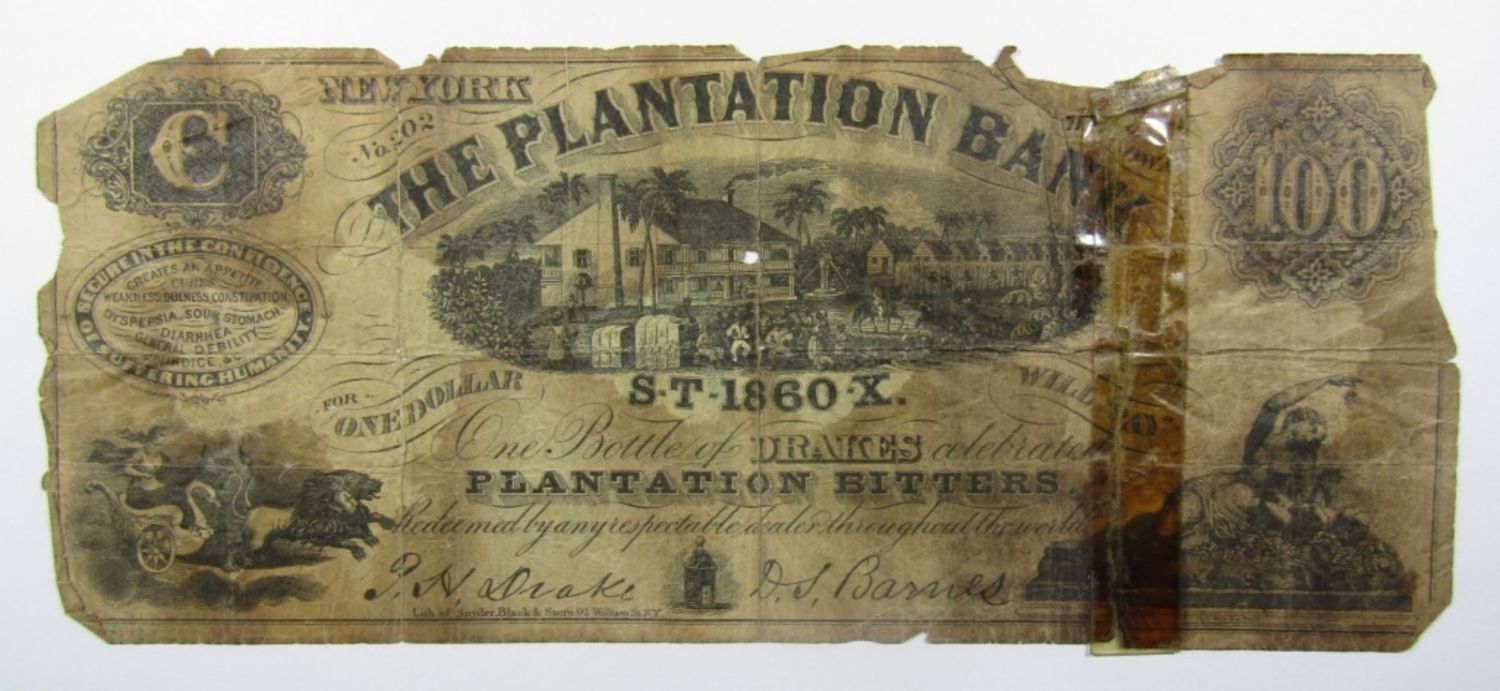 C
NEW YORK
No. 202
THE PLANTATION BANK
100
SECURE IN THE CONFIDENCE
CREATES AN APPETITE
CURES
WEAKNESS, DULNESS, CONSTIPATION,
DYSPEPSIA, SOUR STOMACH
DIARRHEA
GENERAL DEBILITY
JAUNDICE &C
OF SUFFERING HUMANITY.
S-T-1860-X.
FOR
ONE DOLLAR
One Bottle of DRAKES celebrated
PLANTATION BITTERS.
Redeemed by any respectable dealer throughout the world
P. H. Drake
D. S. Barnes
Lith of Snyder, Black & Sturn 92 William St N.Y.